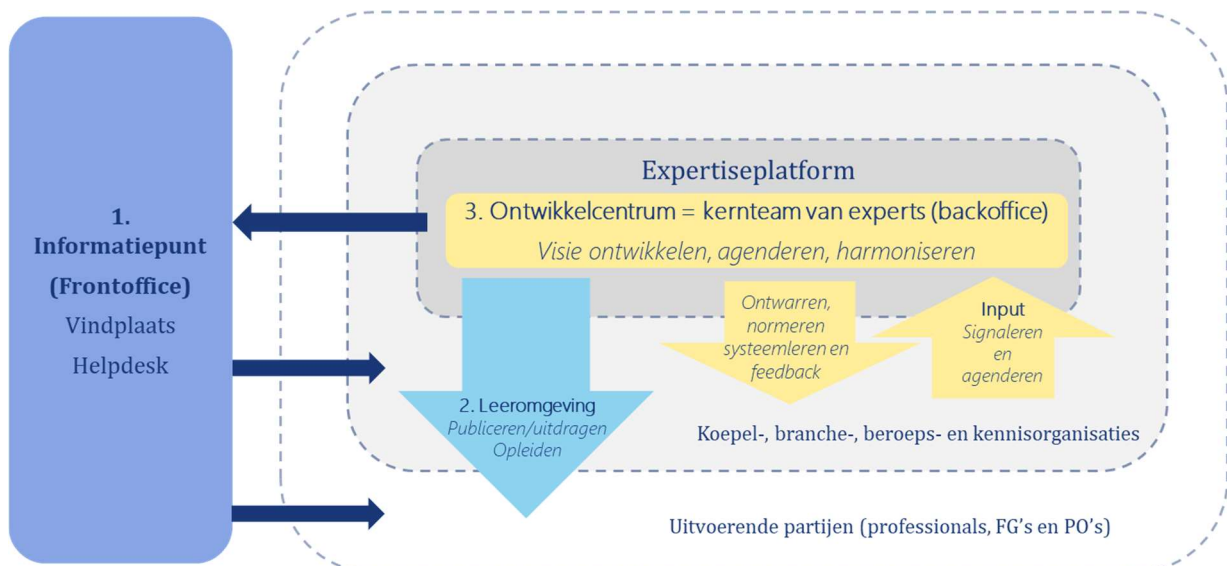 1.
Informatiepunt
(Frontoffice)
Vindplaats
Helpdesk
Expertiseplatform
3. Ontwikkelcentrum = kernteam van experts (backoffice)
Visie ontwikkelen, agenderen, harmoniseren
2. Leeromgeving
Publiceren/uitdragen
Opleiden
Ontwarren,
normeren
systeemleren en
feedback
Input
Signaleren
en
agenderen
Koepel-, branche-, beroeps- en kennisorganisaties
Uitvoerende partijen (professionals, FG's en PO's)